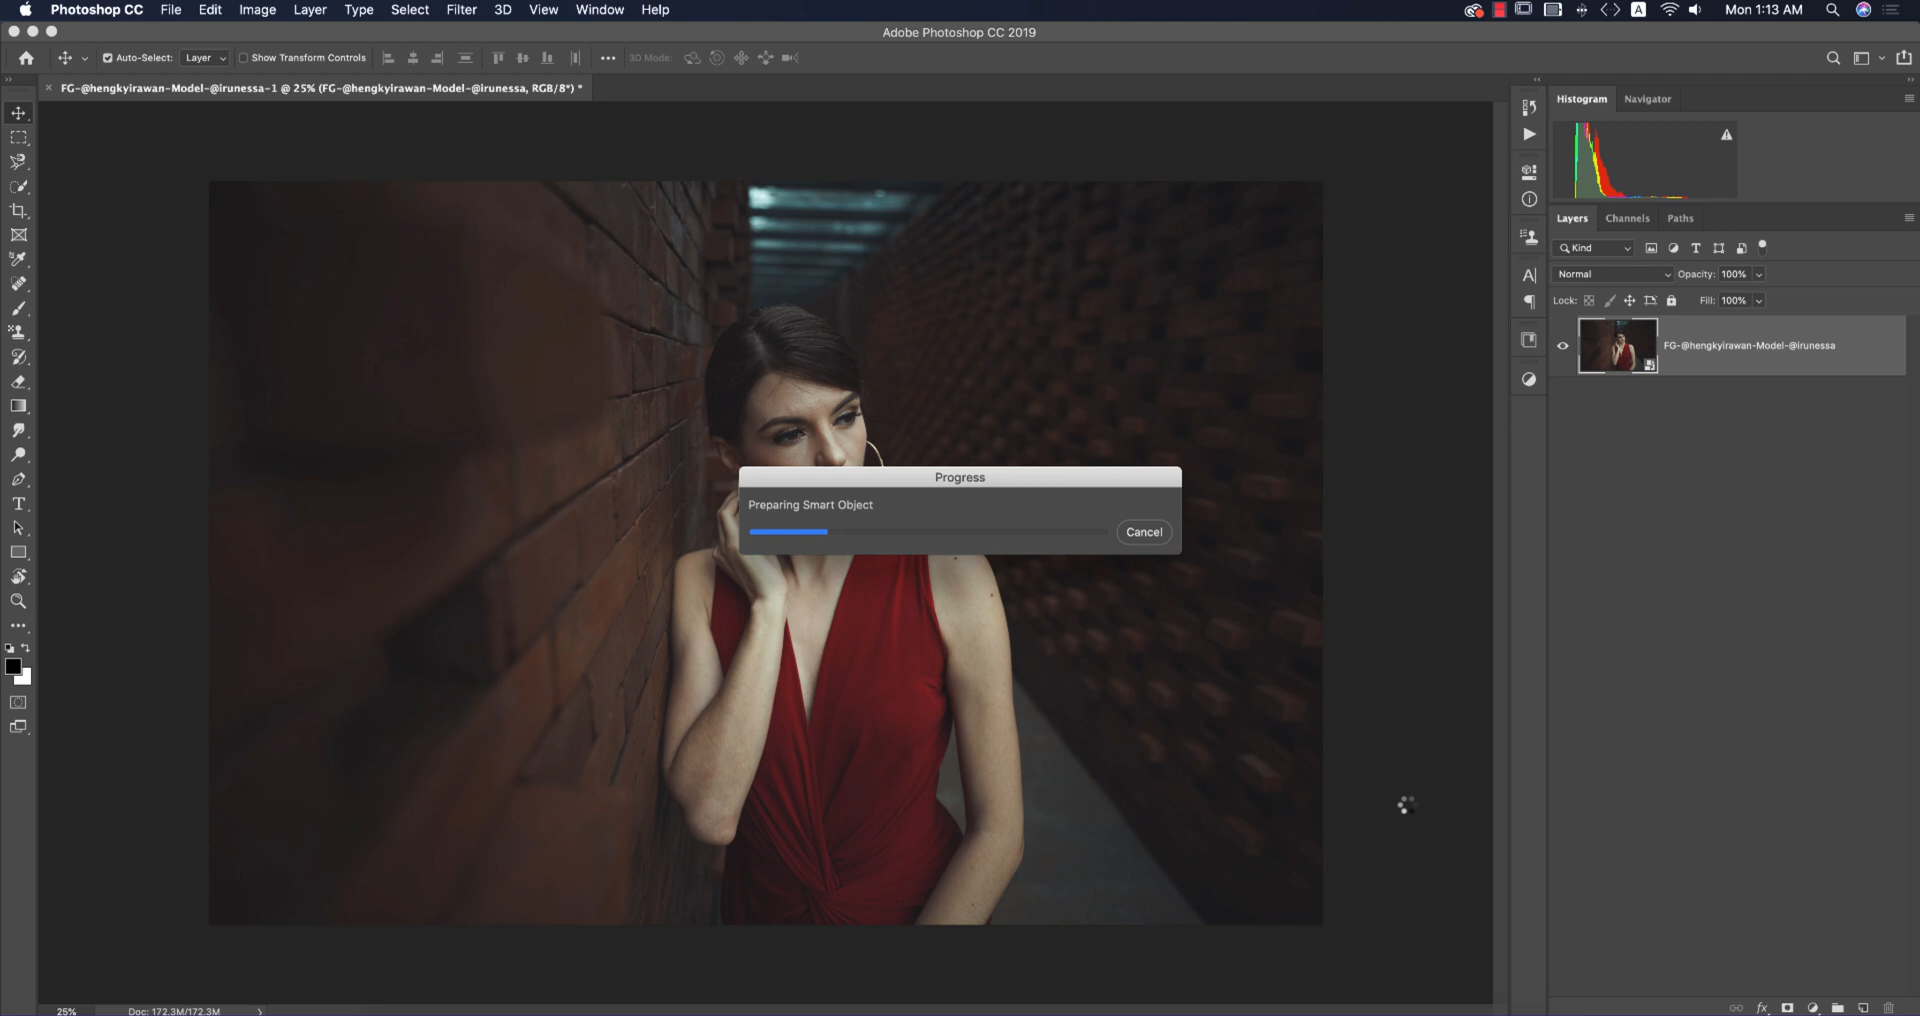 Photoshop CC File Edit Image Layer Type Select Filter 3D View Window Help A Mon 1:13 AM
Adobe Photoshop CC 2019
Auto-Select: Layer Show Transform Controls 3D Mode:
FG-@hengkyirawan-Model-@irunessa-1 @ 25% (FG-@hengkyirawan-Model-@irunessa, RGB/8*) *
Histogram Navigator
Layers Channels Paths
Kind
Normal Opacity: 100%
Lock: Fill: 100%
FG-@hengkyirawan-Model-@irunessa
Progress
Preparing Smart Object
Cancel
25% Doc: 172.3M/172.3M